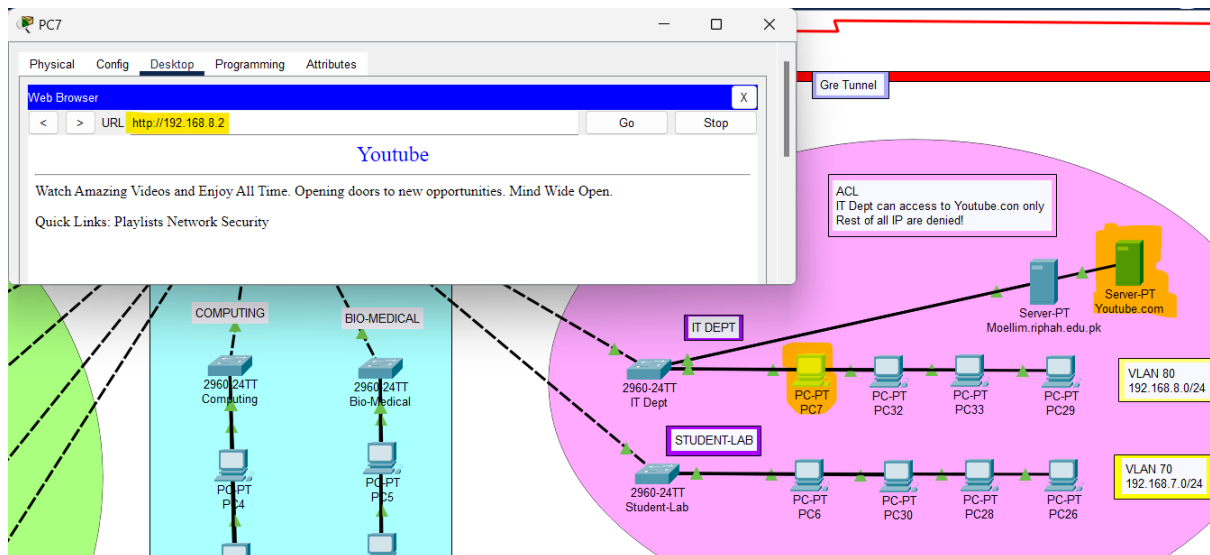 PC7
Physical Config Desktop Programming Attributes
Web Browser X
< > URL http://192.168.8.2 Go Stop
Youtube
Watch Amazing Videos and Enjoy All Time. Opening doors to new opportunities. Mind Wide Open.
Quick Links: Playlists Network Security
Gre Tunnel
ACL
IT Dept can access to Youtube.con only
Rest of all IP are denied!
Server-PT
Youtube.com
Server-PT
Moellim.riphah.edu.pk
COMPUTING
BIO-MEDICAL
IT DEPT
2960-24TT
Computing
2960-24TT
Bio-Medical
2960-24TT
IT Dept
PC-PT
PC7
PC-PT
PC32
PC-PT
PC33
PC-PT
PC29
VLAN 80
192.168.8.0/24
STUDENT-LAB
PC-PT
PC4
PC-PT
PC5
2960-24TT
Student-Lab
PC-PT
PC6
PC-PT
PC30
PC-PT
PC28
PC-PT
PC26
VLAN 70
192.168.7.0/24